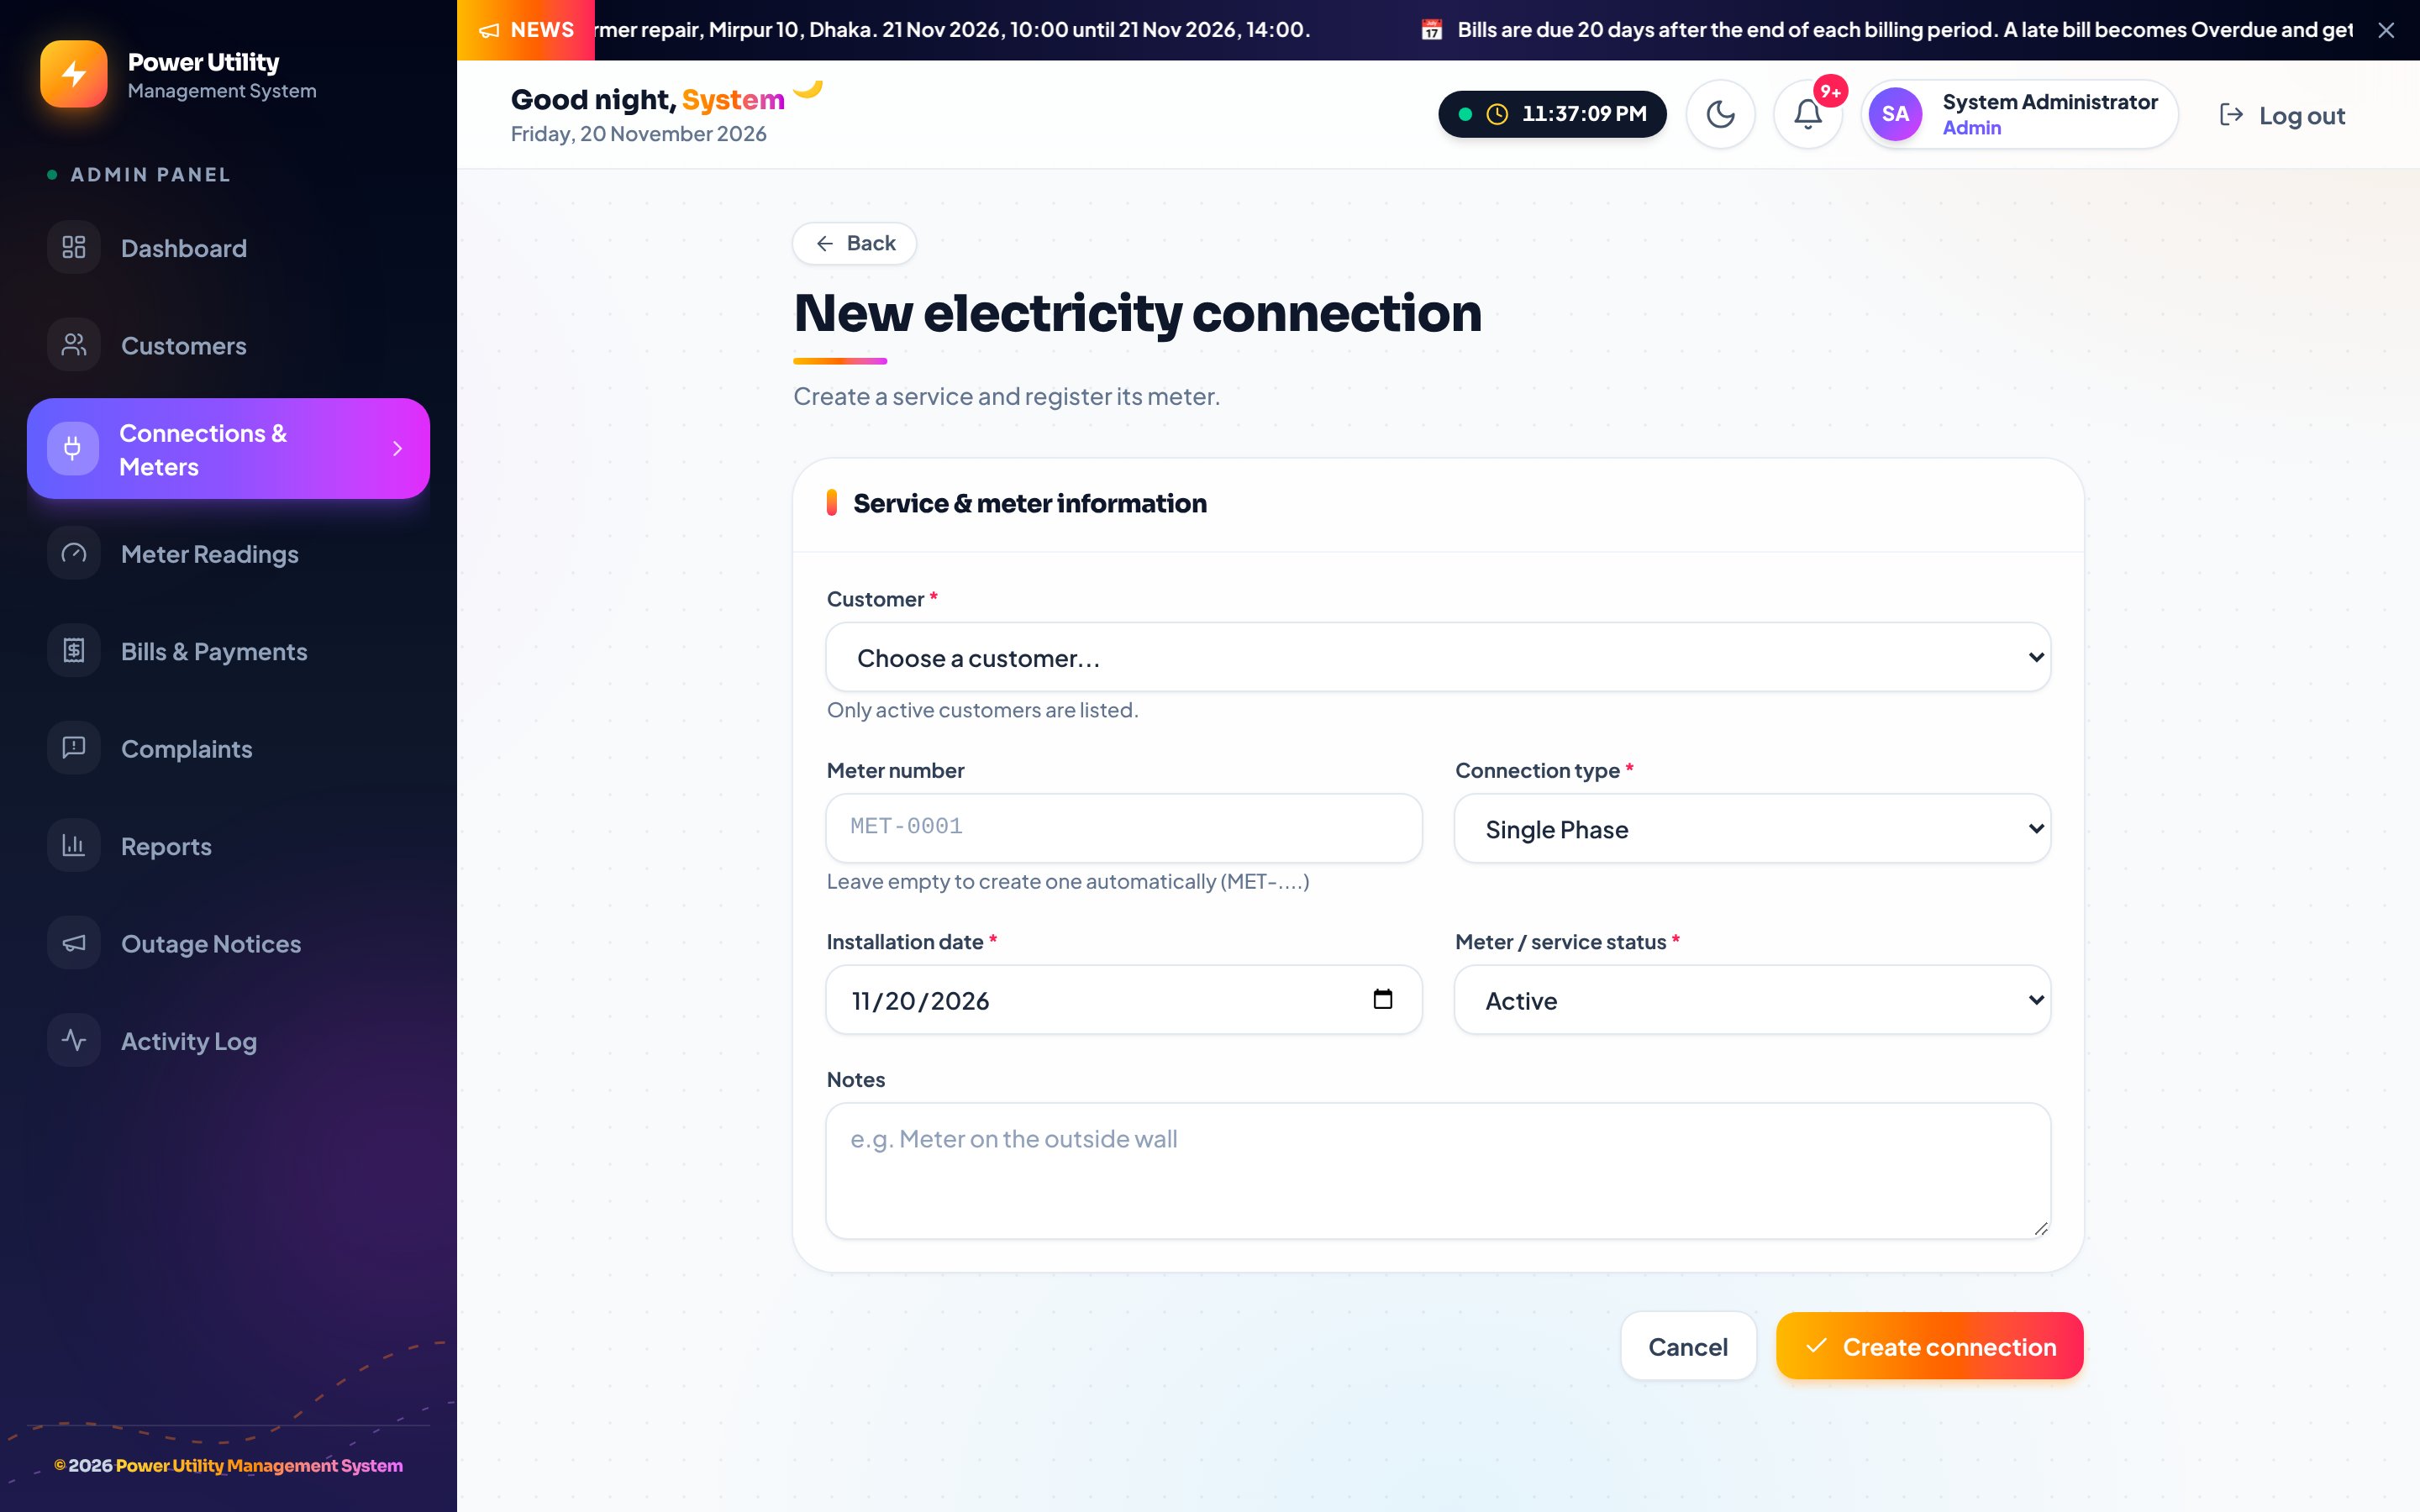 Power Utility
Management System
ADMIN PANEL
Dashboard
Customers
Connections &
Meters
Meter Readings
Bills & Payments
Complaints
Reports
Outage Notices
Activity Log
© 2026 Power Utility Management System
NEWS
repair, Mirpur 10, Dhaka. 21 Nov 2026, 10:00 until 21 Nov 2026, 14:00.
📅 Bills are due 20 days after the end of each billing period. A late bill becomes Overdue and get
Good night, System 🌙
Friday, 20 November 2026
11:37:09 PM
9+
SA
System Administrator
Admin
Log out
Back
New electricity connection
Create a service and register its meter.
Service & meter information
Customer *
Choose a customer...
Only active customers are listed.
Meter number
MET-0001
Leave empty to create one automatically (MET-....)
Connection type *
Single Phase
Installation date *
11/20/2026
Meter / service status *
Active
Notes
e.g. Meter on the outside wall
Cancel
Create connection